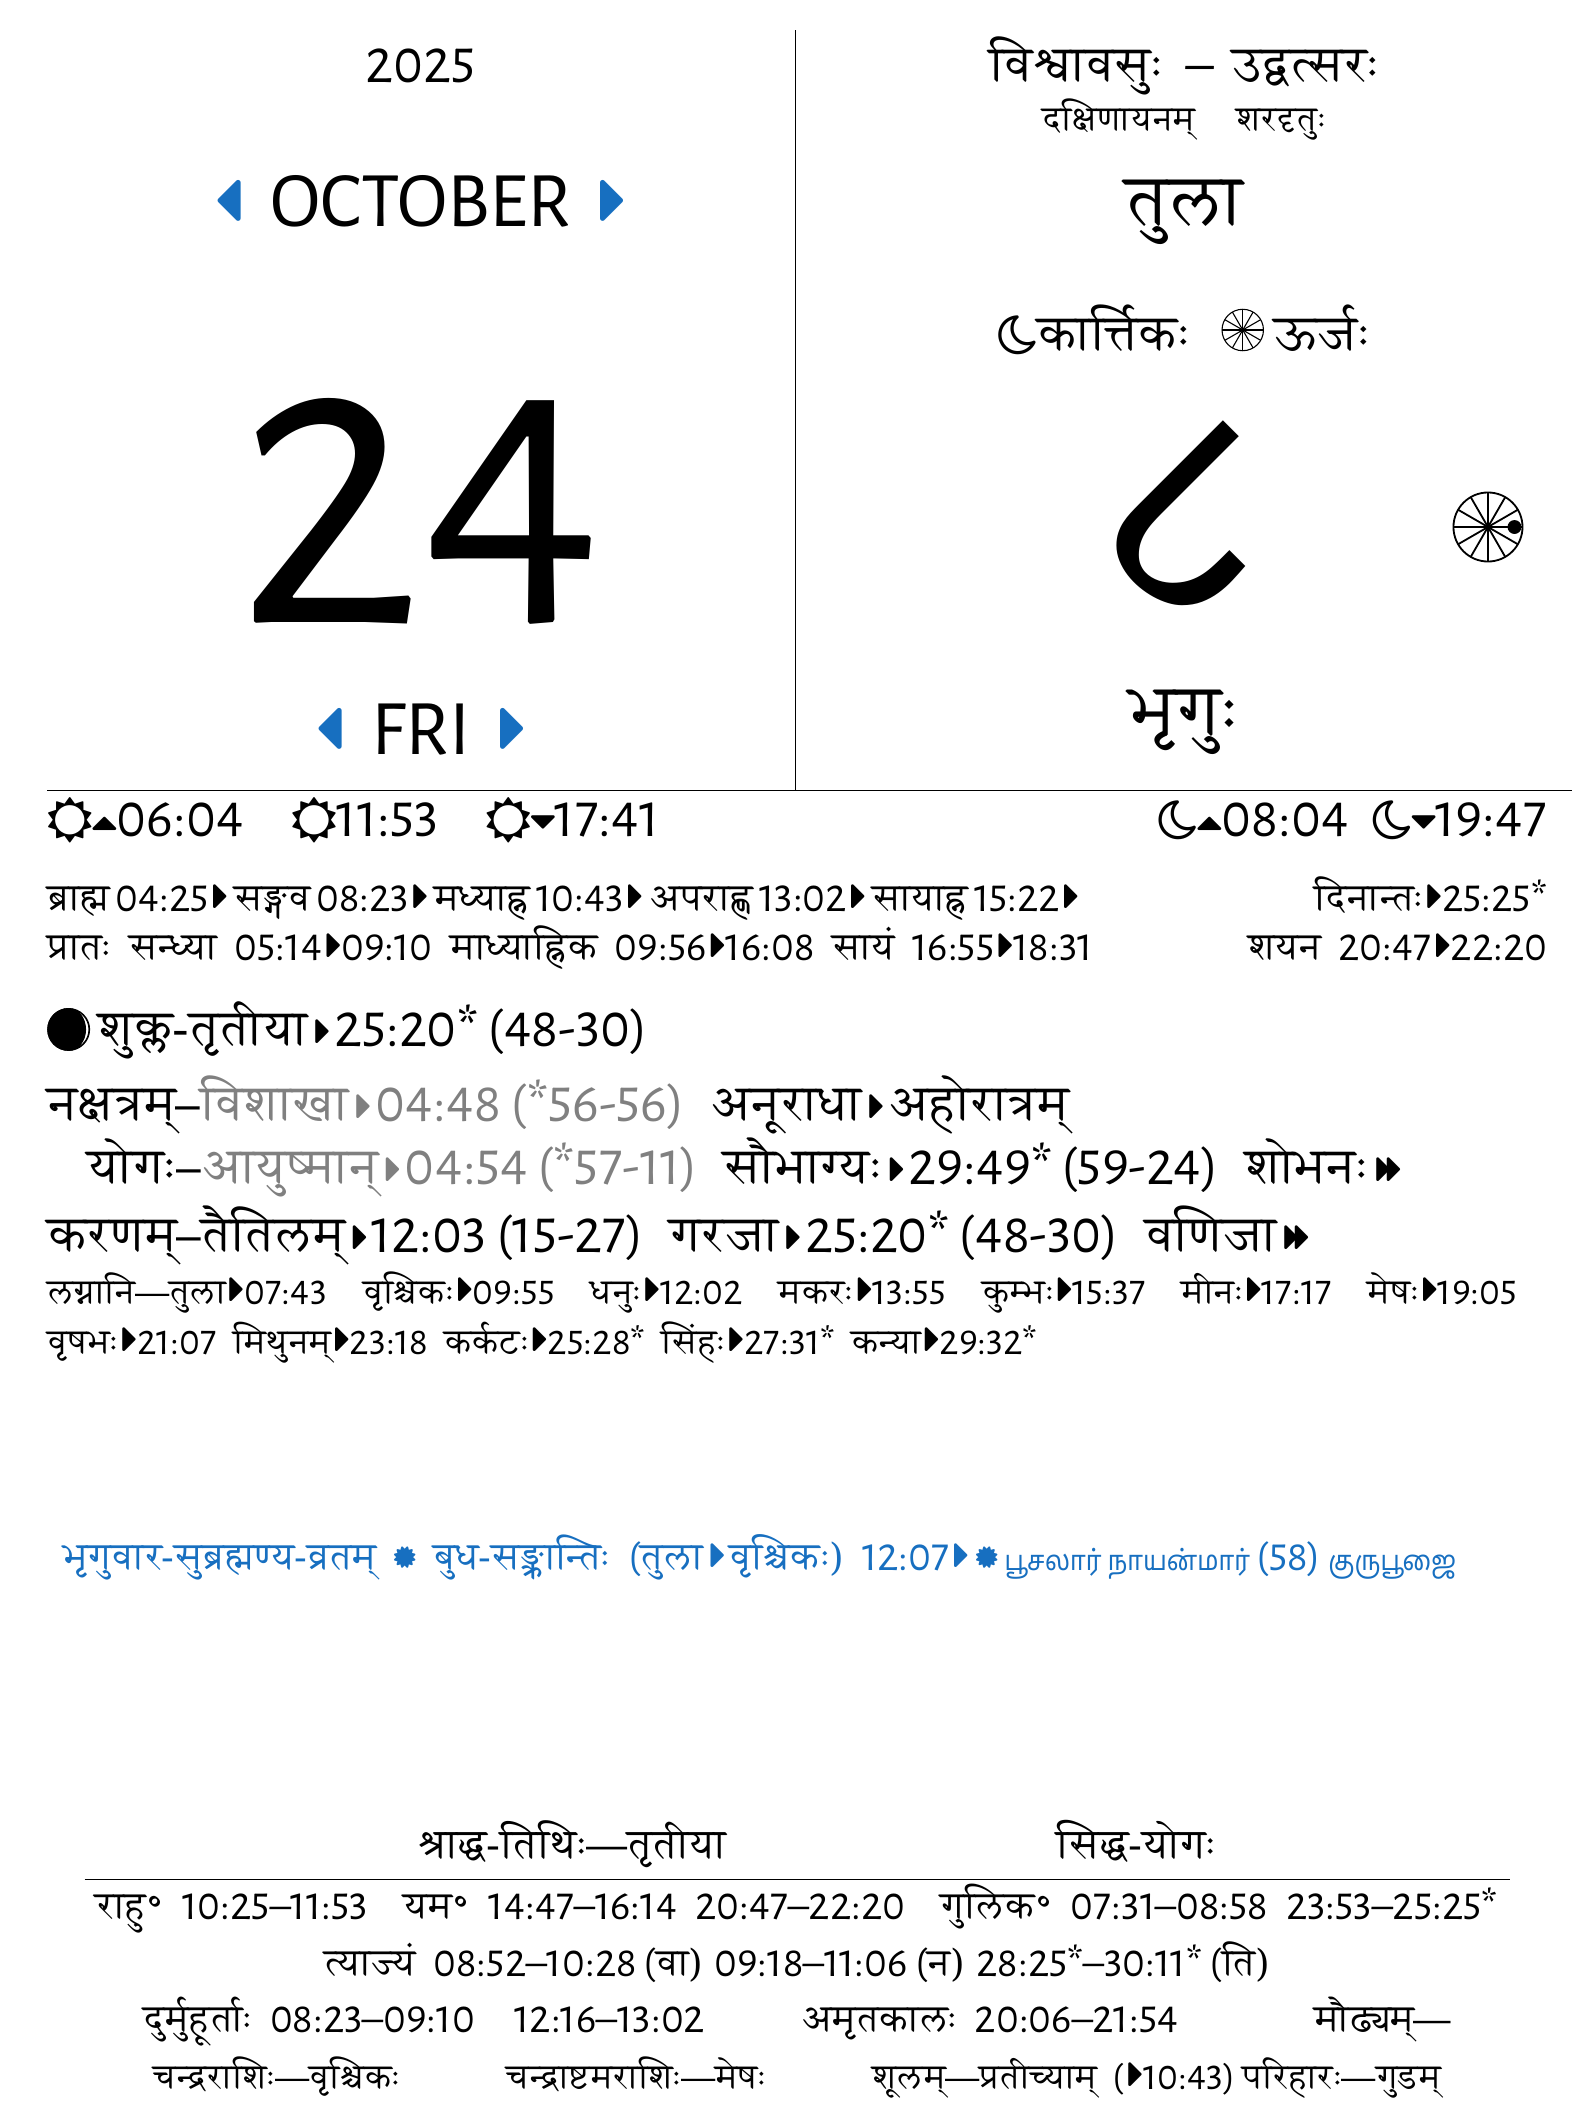 2025
OCTOBER
24
FRI
विश्वावसुः – उद्वत्सरः
दक्षिणायनम् शरदृतुः
तुला
कार्त्तिकः ऊर्जः
८
भृगुः
06:04 11:53 17:41 08:04 19:47
ब्राह्म 04:25 सङ्गव 08:23 मध्याह्न 10:43 अपराह्ण 13:02 सायाह्न 15:22 दिनान्तः 25:25*
प्रातः सन्ध्या 05:14 09:10 माध्याह्निक 09:56 16:08 सायं 16:55 18:31 शयन 20:47 22:20
शुक्ल-तृतीया 25:20* (48-30)
नक्षत्रम्–विशाखा 04:48 (*56-56) अनूराधा अहोरात्रम्
योगः–आयुष्मान् 04:54 (*57-11) सौभाग्यः 29:49* (59-24) शोभनः
करणम्–तैतिलम् 12:03 (15-27) गरजा 25:20* (48-30) वणिजा
लग्नानि—तुला 07:43 वृश्चिकः 09:55 धनुः 12:02 मकरः 13:55 कुम्भः 15:37 मीनः 17:17 मेषः 19:05
वृषभः 21:07 मिथुनम् 23:18 कर्कटः 25:28* सिंहः 27:31* कन्या 29:32*
भृगुवार-सुब्रह्मण्य-व्रतम् बुध-सङ्क्रान्तिः (तुला वृश्चिकः) 12:07 பூசலார் நாயன்மார் (58) குருபூஜை
श्राद्ध-तिथिः—तृतीया सिद्ध-योगः
राहु॰ 10:25–11:53 यम॰ 14:47–16:14 20:47–22:20 गुलिक॰ 07:31–08:58 23:53–25:25*
त्याज्यं 08:52–10:28 (वा) 09:18–11:06 (न) 28:25*–30:11* (ति)
दुर्मुहूर्ताः 08:23–09:10 12:16–13:02 अमृतकालः 20:06–21:54 मौढ्यम्—
चन्द्रराशिः—वृश्चिकः चन्द्राष्टमराशिः—मेषः शूलम्—प्रतीच्याम् (10:43) परिहारः—गुडम्